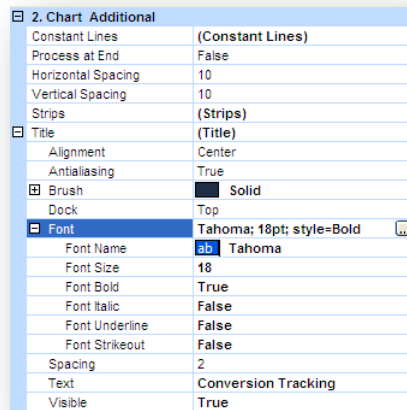 2. Chart Additional
Constant Lines (Constant Lines)
Process at End False
Horizontal Spacing 10
Vertical Spacing 10
Strips (Strips)
Title (Title)
Alignment Center
Antialiasing True
Brush Solid
Dock Top
Font Tahoma; 18pt; style=Bold ...
Font Name ab Tahoma
Font Size 18
Font Bold True
Font Italic False
Font Underline False
Font Strikeout False
Spacing 2
Text Conversion Tracking
Visible True